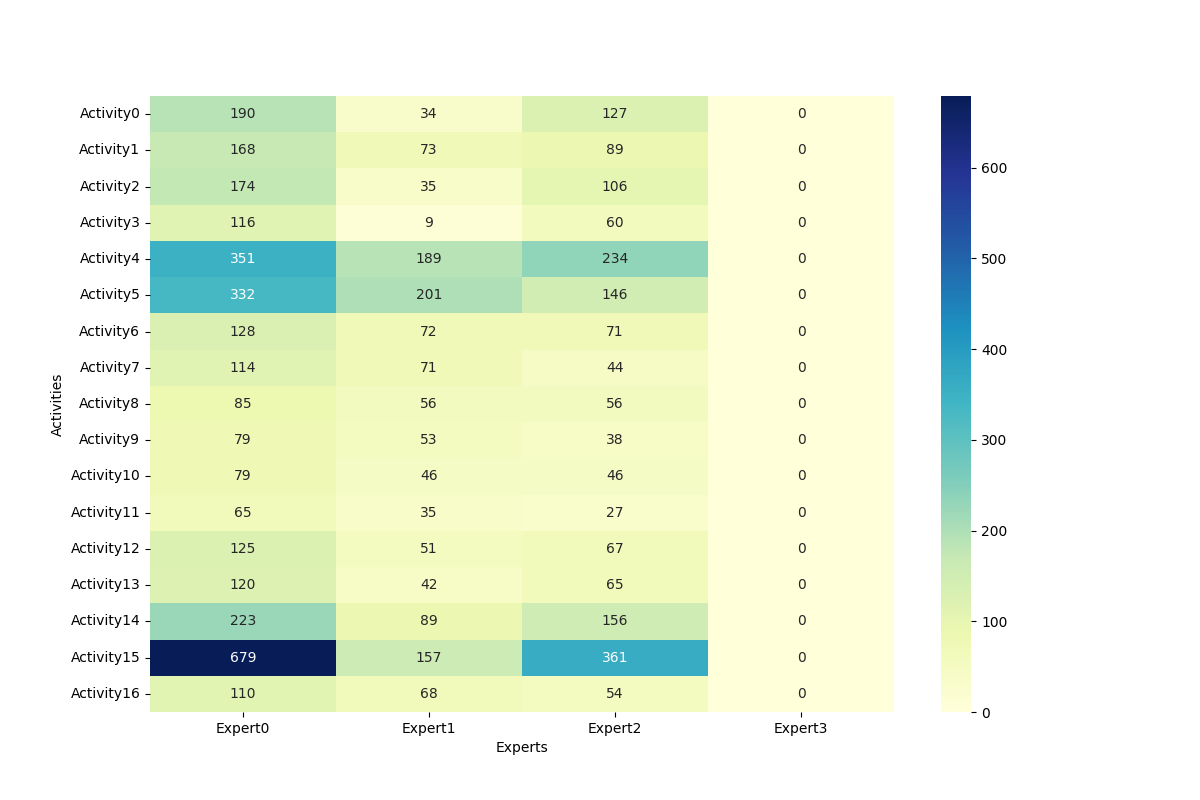 Activity0 190 34 127 0
Activity1 168 73 89 0 600
Activity2 174 35 106 0
Activity3 116 9 60 0
Activity4 351 189 234 0 500
Activity5 332 201 146 0
Activity6 128 72 71 0
400
Activity7 114 71 44 0
Activities
Activity8 85 56 56 0
Activity9 79 53 38 0 300
Activity10 79 46 46 0
Activity11 65 35 27 0
200
Activity12 125 51 67 0
Activity13 120 42 65 0
Activity14 223 89 156 0 100
Activity15 679 157 361 0
Activity16 110 68 54 0
0
Expert0 Expert1 Expert2 Expert3
Experts